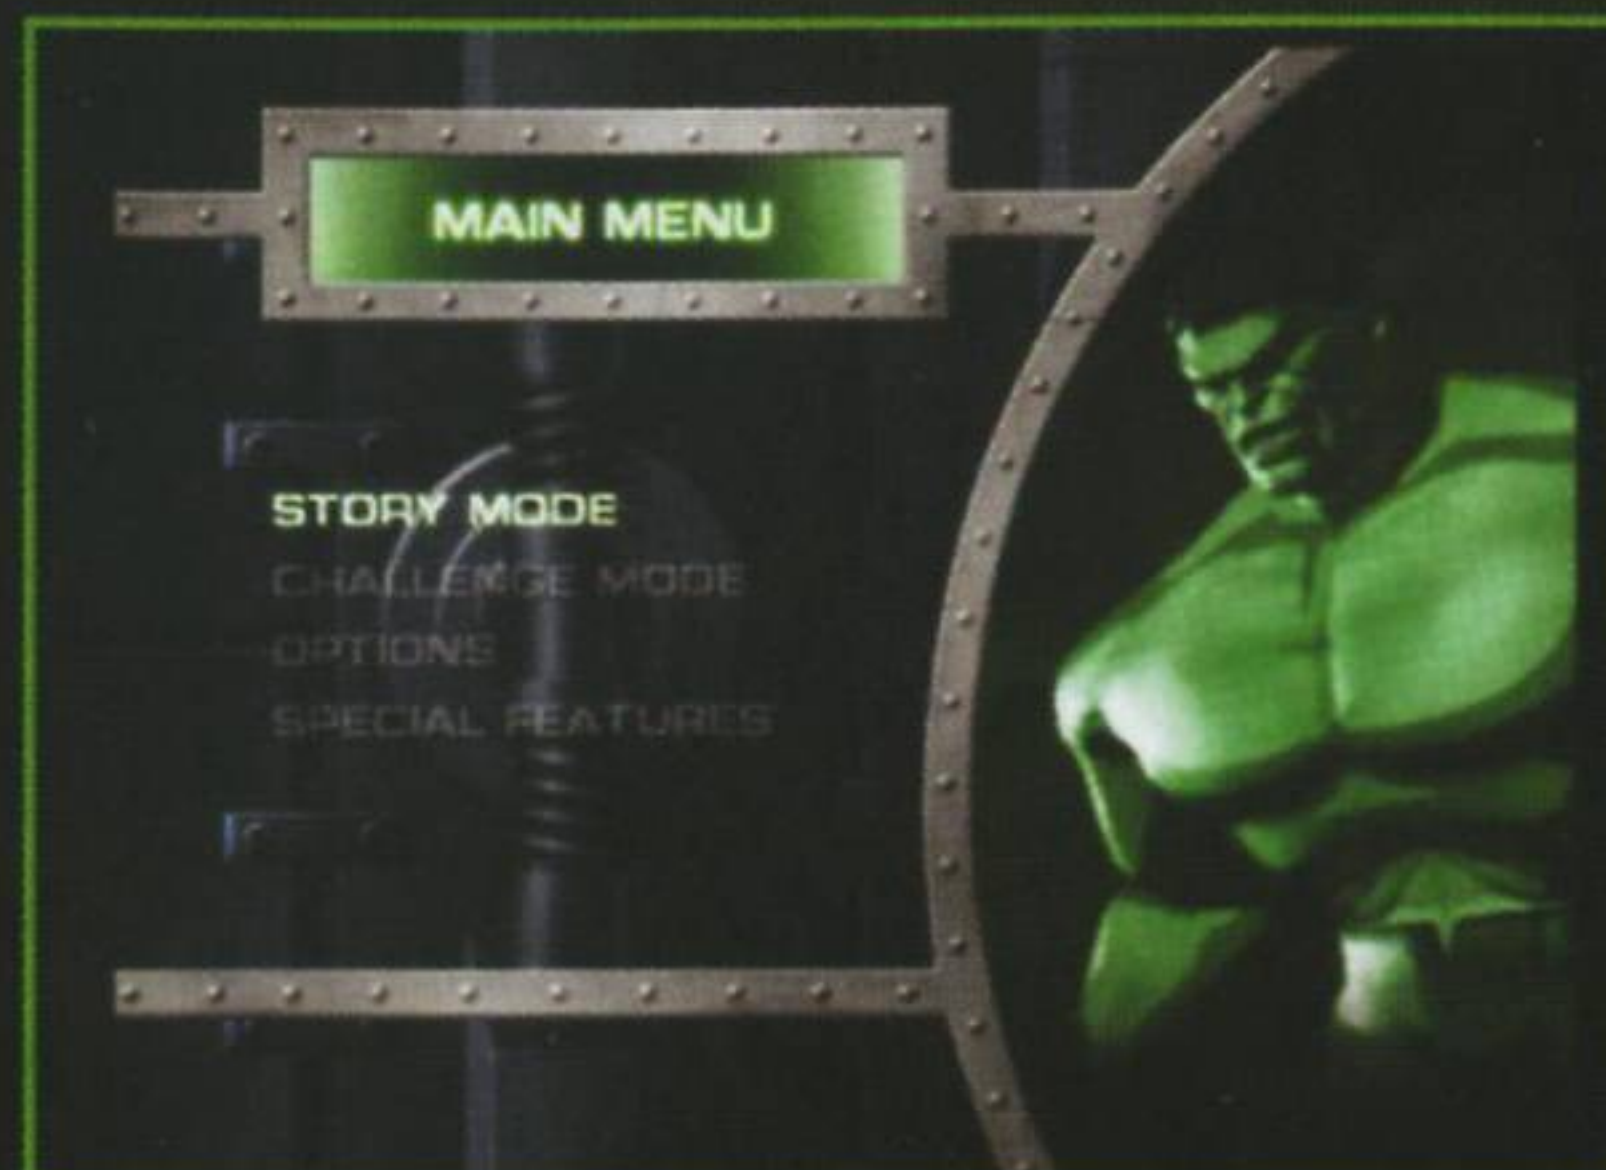 MAIN MENU
STORY MODE
CHALLENGE MODE
OPTIONS
SPECIAL FEATURES